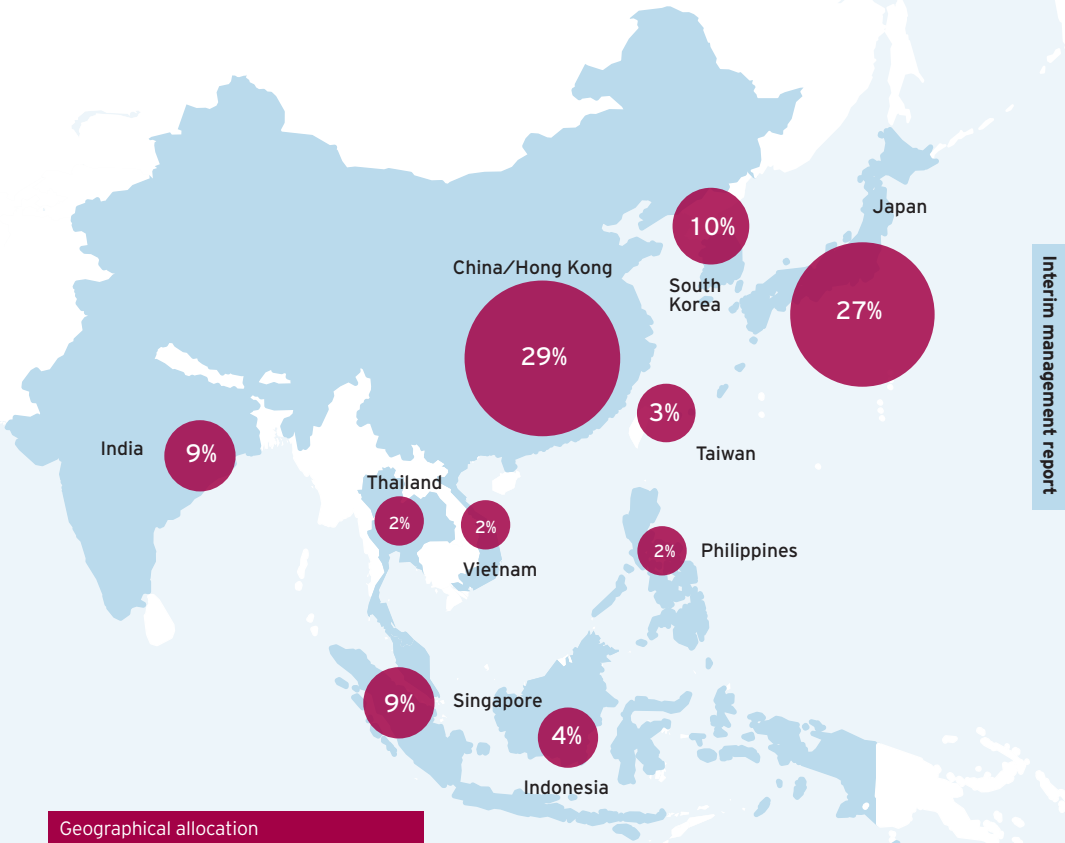 Japan
10%
China/Hong Kong
South
Korea
27%
29%
3%
India
9%
Taiwan
Thailand
2%
2%
Vietnam
2%
Philippines
9%
Singapore
4%
Indonesia
Geographical allocation
Interim management report